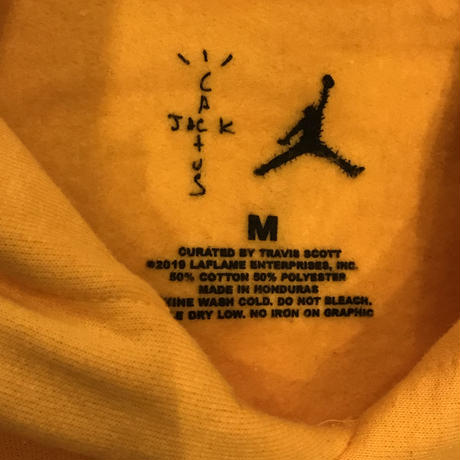 CACTUS
JACK
M
CURATED BY TRAVIS SCOTT
©2019 LAFLAME ENTERPRISES, INC.
50% COTTON 50% POLYESTER
MADE IN HONDURAS
WASH COLD. DO NOT BLEACH.
DRY LOW. NO IRON ON GRAPHIC